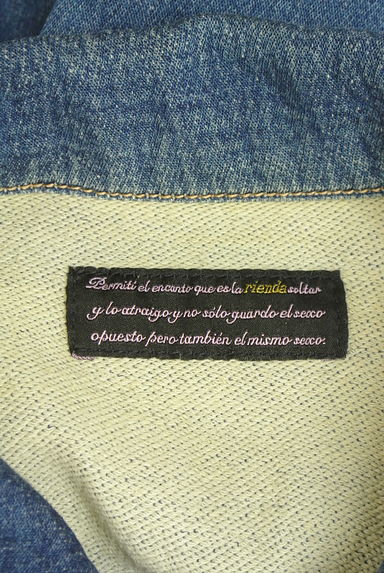 Permití el encanto que es la rienda soltar
y lo atraigo y no sólo guardo el sexo
opuesto pero también el mismo sexo.